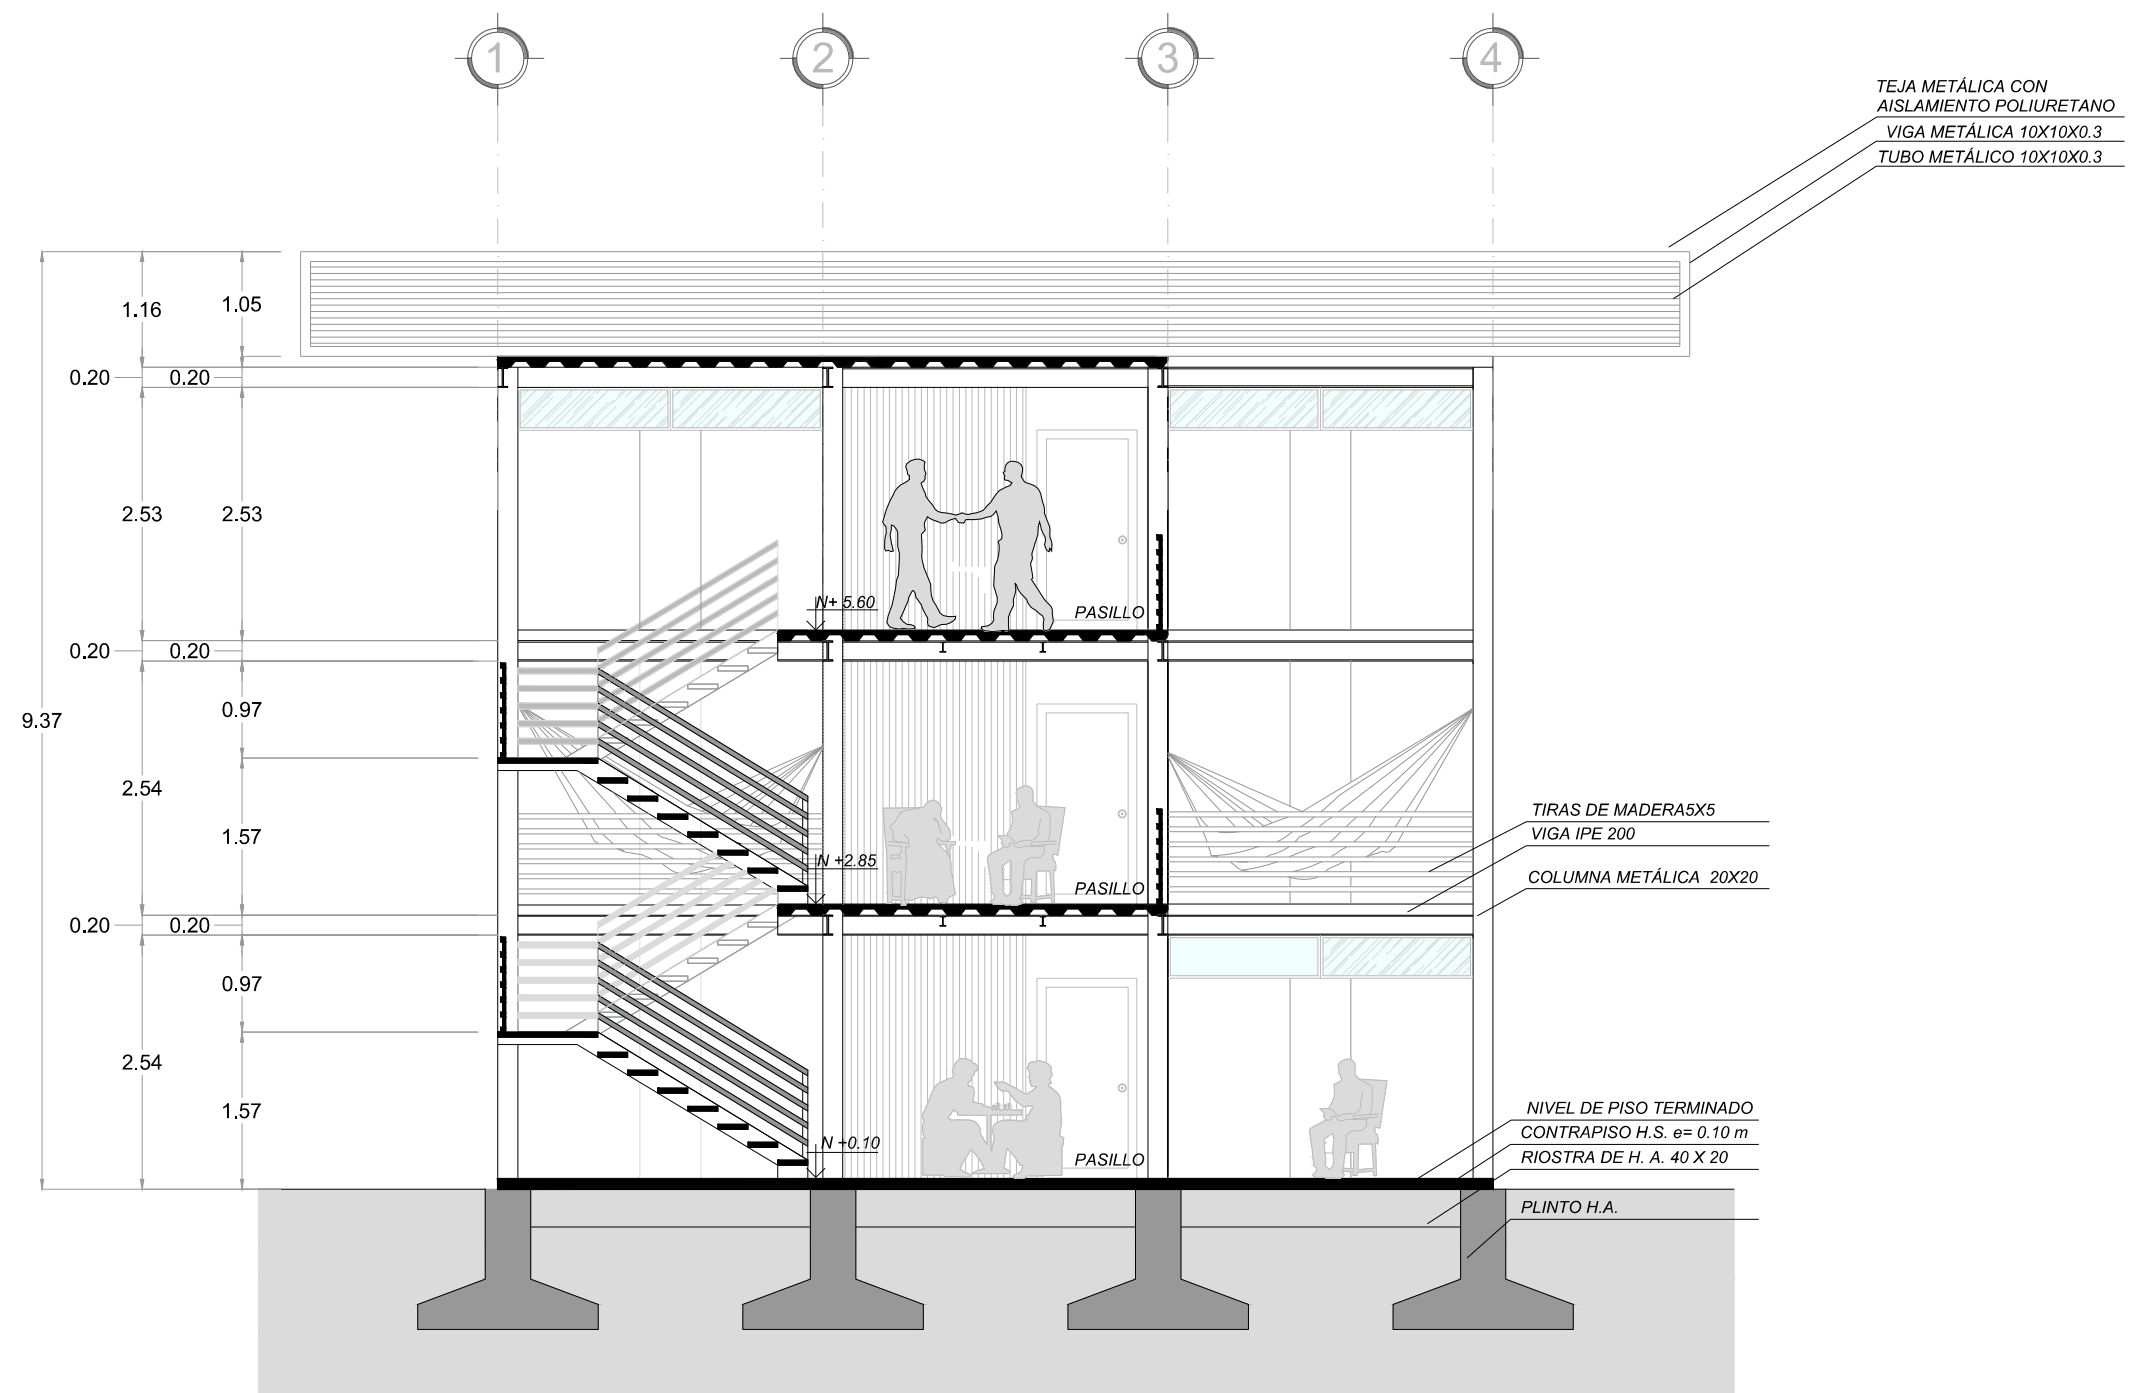 1
2
3
4
TEJA METÁLICA CON
AISLAMIENTO POLIURETANO
VIGA METÁLICA 10X10X0.3
TUBO METÁLICO 10X10X0.3
1.16
1.05
0.20
0.20
2.53
2.53
N+ 5.60
PASILLO
0.20
0.20
0.97
9.37
2.54
1.57
TIRAS DE MADERA5X5
VIGA IPE 200
N +2.85
COLUMNA METÁLICA 20X20
PASILLO
0.20
0.20
0.97
2.54
1.57
NIVEL DE PISO TERMINADO
CONTRAPISO H.S. e= 0.10 m
N +0.10
RIOSTRA DE H. A. 40 X 20
PASILLO
PLINTO H.A.